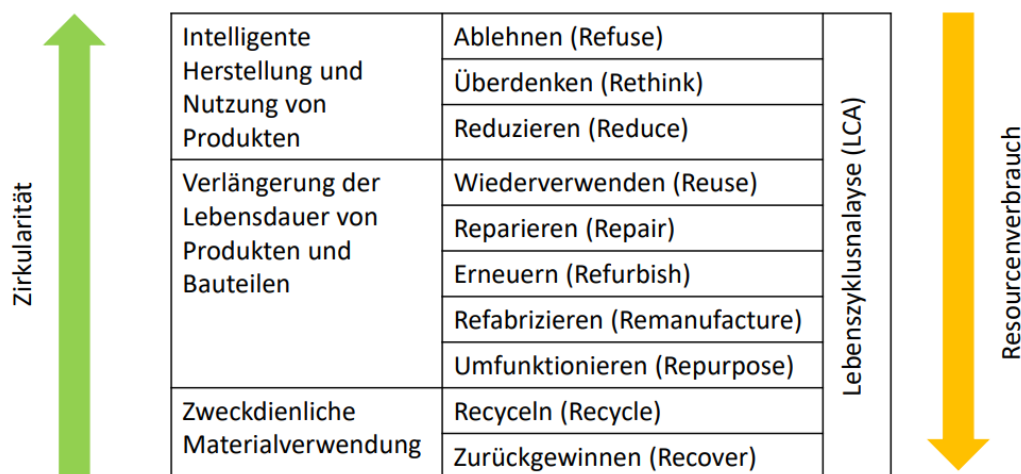 Zirkularität
Intelligente
Herstellung und
Nutzung von
Produkten
Ablehnen (Refuse)
Überdenken (Rethink)
Reduzieren (Reduce)
Verlängerung der
Lebensdauer von
Produkten und
Bauteilen
Wiederverwenden (Reuse)
Reparieren (Repair)
Erneuern (Refurbish)
Refabrizieren (Remanufacture)
Umfunktionieren (Repurpose)
Zweckdienliche
Materialverwendung
Recyceln (Recycle)
Zurückgewinnen (Recover)
Lebenszyklusnalayse (LCA)
Resourcenverbrauch